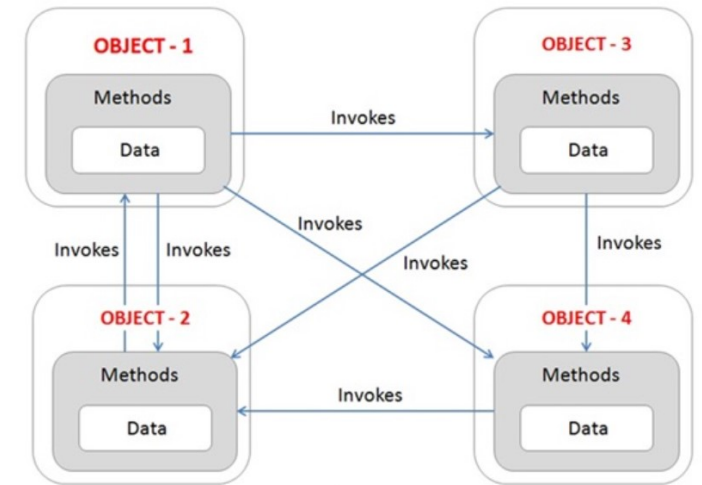 OBJECT - 1
OBJECT - 3
Methods
Methods
Invokes
Data
Data
Invokes
Invokes
Invokes
Invokes
Invokes
OBJECT - 2
OBJECT - 4
Methods
Methods
Invokes
Data
Data